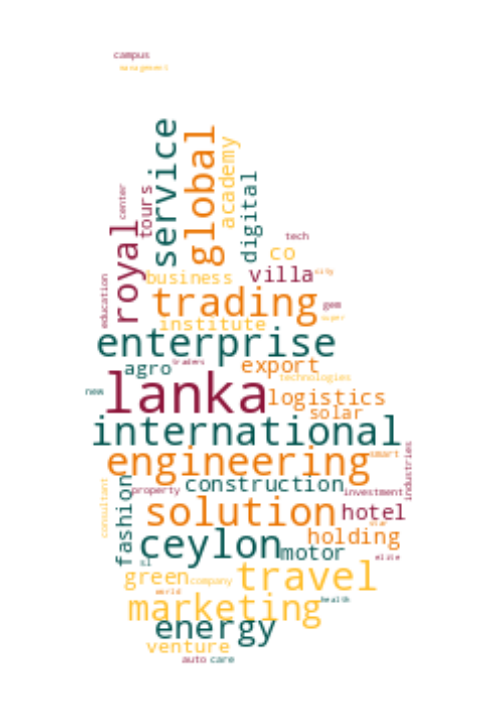 campus
management
service
global
academy
digital
center
tours
royal
tech
co
villa
city
business
education
trading
gem
super
institute
enterprise
traders
export
agro
technologies
lanka
new
logistics
solar
international
engineering
smart
industries
construction
property
investment
consultant
fashion
solution
hotel
star
holding
ceylon
motor
elite
sl
green
company
travel
world
health
marketing
energy
venture
auto
care